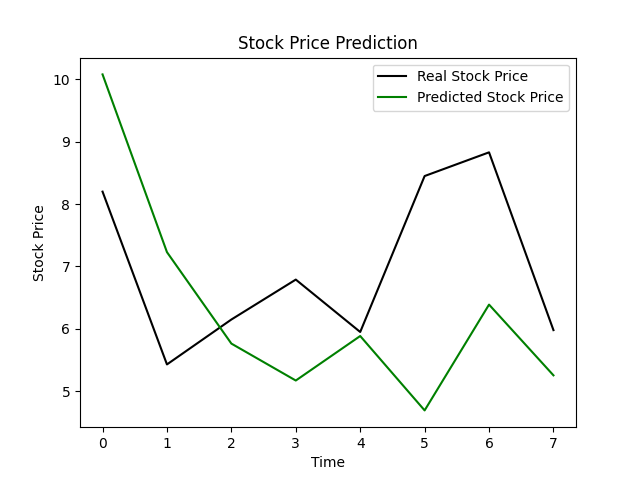 Stock Price Prediction
Real Stock Price
Predicted Stock Price
10
9
8
7
6
5
Stock Price
0 1 2 3 4 5 6 7
Time